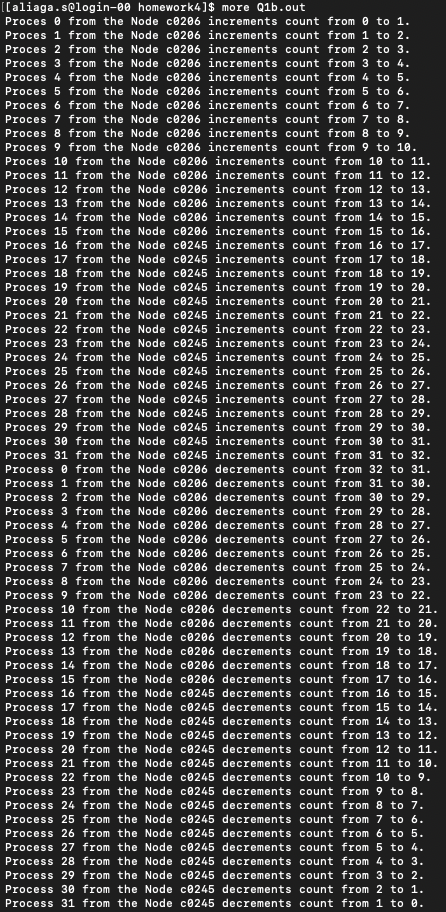 [[aliaga.s@login-00 homework4]$ more Q1b.out
Proces 0 from the Node c0206 increments count from 0 to 1.
Proces 1 from the Node c0206 increments count from 1 to 2.
Proces 2 from the Node c0206 increments count from 2 to 3.
Proces 3 from the Node c0206 increments count from 3 to 4.
Proces 4 from the Node c0206 increments count from 4 to 5.
Proces 5 from the Node c0206 increments count from 5 to 6.
Proces 6 from the Node c0206 increments count from 6 to 7.
Proces 7 from the Node c0206 increments count from 7 to 8.
Proces 8 from the Node c0206 increments count from 8 to 9.
Proces 9 from the Node c0206 increments count from 9 to 10.
Proces 10 from the Node c0206 increments count from 10 to 11.
Proces 11 from the Node c0206 increments count from 11 to 12.
Proces 12 from the Node c0206 increments count from 12 to 13.
Proces 13 from the Node c0206 increments count from 13 to 14.
Proces 14 from the Node c0206 increments count from 14 to 15.
Proces 15 from the Node c0206 increments count from 15 to 16.
Proces 16 from the Node c0245 increments count from 16 to 17.
Proces 17 from the Node c0245 increments count from 17 to 18.
Proces 18 from the Node c0245 increments count from 18 to 19.
Proces 19 from the Node c0245 increments count from 19 to 20.
Proces 20 from the Node c0245 increments count from 20 to 21.
Proces 21 from the Node c0245 increments count from 21 to 22.
Proces 22 from the Node c0245 increments count from 22 to 23.
Proces 23 from the Node c0245 increments count from 23 to 24.
Proces 24 from the Node c0245 increments count from 24 to 25.
Proces 25 from the Node c0245 increments count from 25 to 26.
Proces 26 from the Node c0245 increments count from 26 to 27.
Proces 27 from the Node c0245 increments count from 27 to 28.
Proces 28 from the Node c0245 increments count from 28 to 29.
Proces 29 from the Node c0245 increments count from 29 to 30.
Proces 30 from the Node c0245 increments count from 30 to 31.
Proces 31 from the Node c0245 increments count from 31 to 32.
Process 0 from the Node c0206 decrements count from 32 to 31.
Process 1 from the Node c0206 decrements count from 31 to 30.
Process 2 from the Node c0206 decrements count from 30 to 29.
Process 3 from the Node c0206 decrements count from 29 to 28.
Process 4 from the Node c0206 decrements count from 28 to 27.
Process 5 from the Node c0206 decrements count from 27 to 26.
Process 6 from the Node c0206 decrements count from 26 to 25.
Process 7 from the Node c0206 decrements count from 25 to 24.
Process 8 from the Node c0206 decrements count from 24 to 23.
Process 9 from the Node c0206 decrements count from 23 to 22.
Process 10 from the Node c0206 decrements count from 22 to 21.
Process 11 from the Node c0206 decrements count from 21 to 20.
Process 12 from the Node c0206 decrements count from 20 to 19.
Process 13 from the Node c0206 decrements count from 19 to 18.
Process 14 from the Node c0206 decrements count from 18 to 17.
Process 15 from the Node c0206 decrements count from 17 to 16.
Process 16 from the Node c0245 decrements count from 16 to 15.
Process 17 from the Node c0245 decrements count from 15 to 14.
Process 18 from the Node c0245 decrements count from 14 to 13.
Process 19 from the Node c0245 decrements count from 13 to 12.
Process 20 from the Node c0245 decrements count from 12 to 11.
Process 21 from the Node c0245 decrements count from 11 to 10.
Process 22 from the Node c0245 decrements count from 10 to 9.
Process 23 from the Node c0245 decrements count from 9 to 8.
Process 24 from the Node c0245 decrements count from 8 to 7.
Process 25 from the Node c0245 decrements count from 7 to 6.
Process 26 from the Node c0245 decrements count from 6 to 5.
Process 27 from the Node c0245 decrements count from 5 to 4.
Process 28 from the Node c0245 decrements count from 4 to 3.
Process 29 from the Node c0245 decrements count from 3 to 2.
Process 30 from the Node c0245 decrements count from 2 to 1.
Process 31 from the Node c0245 decrements count from 1 to 0.